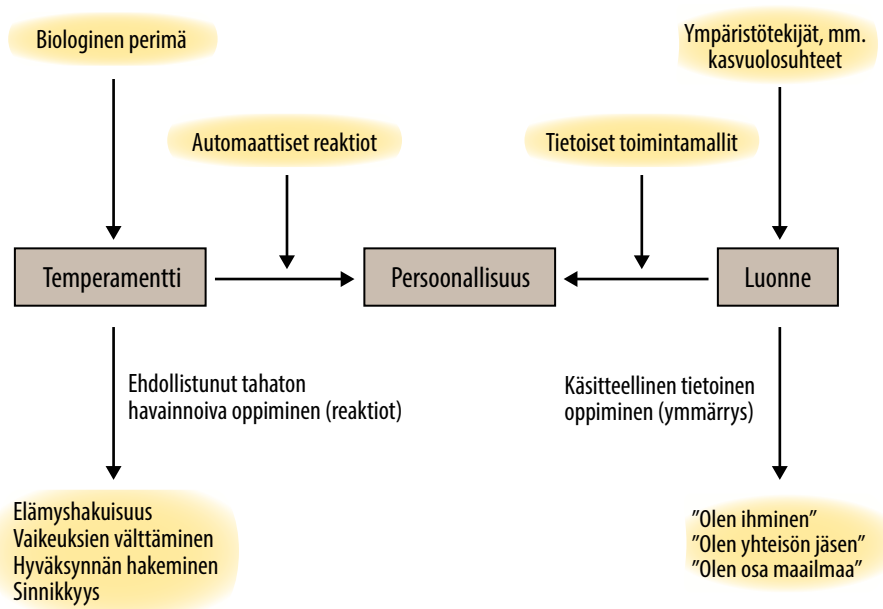 Biologinen perimä
Ympäristötekijät, mm.
kasvuolosuhteet
Automaattiset reaktiot
Tietoiset toimintamallit
Temperamentti
Persoonallisuus
Luonne
Ehdollistunut tahaton
havainnoiva oppiminen (reaktiot)
Käsitteellinen tietoinen
oppiminen (ymmärrys)
Elämyshakuisuus
Vaikeuksien välttäminen
Hyväksynnän hakeminen
Sinnikkyys
”Olen ihminen”
”Olen yhteisön jäsen”
”Olen osa maailmaa”